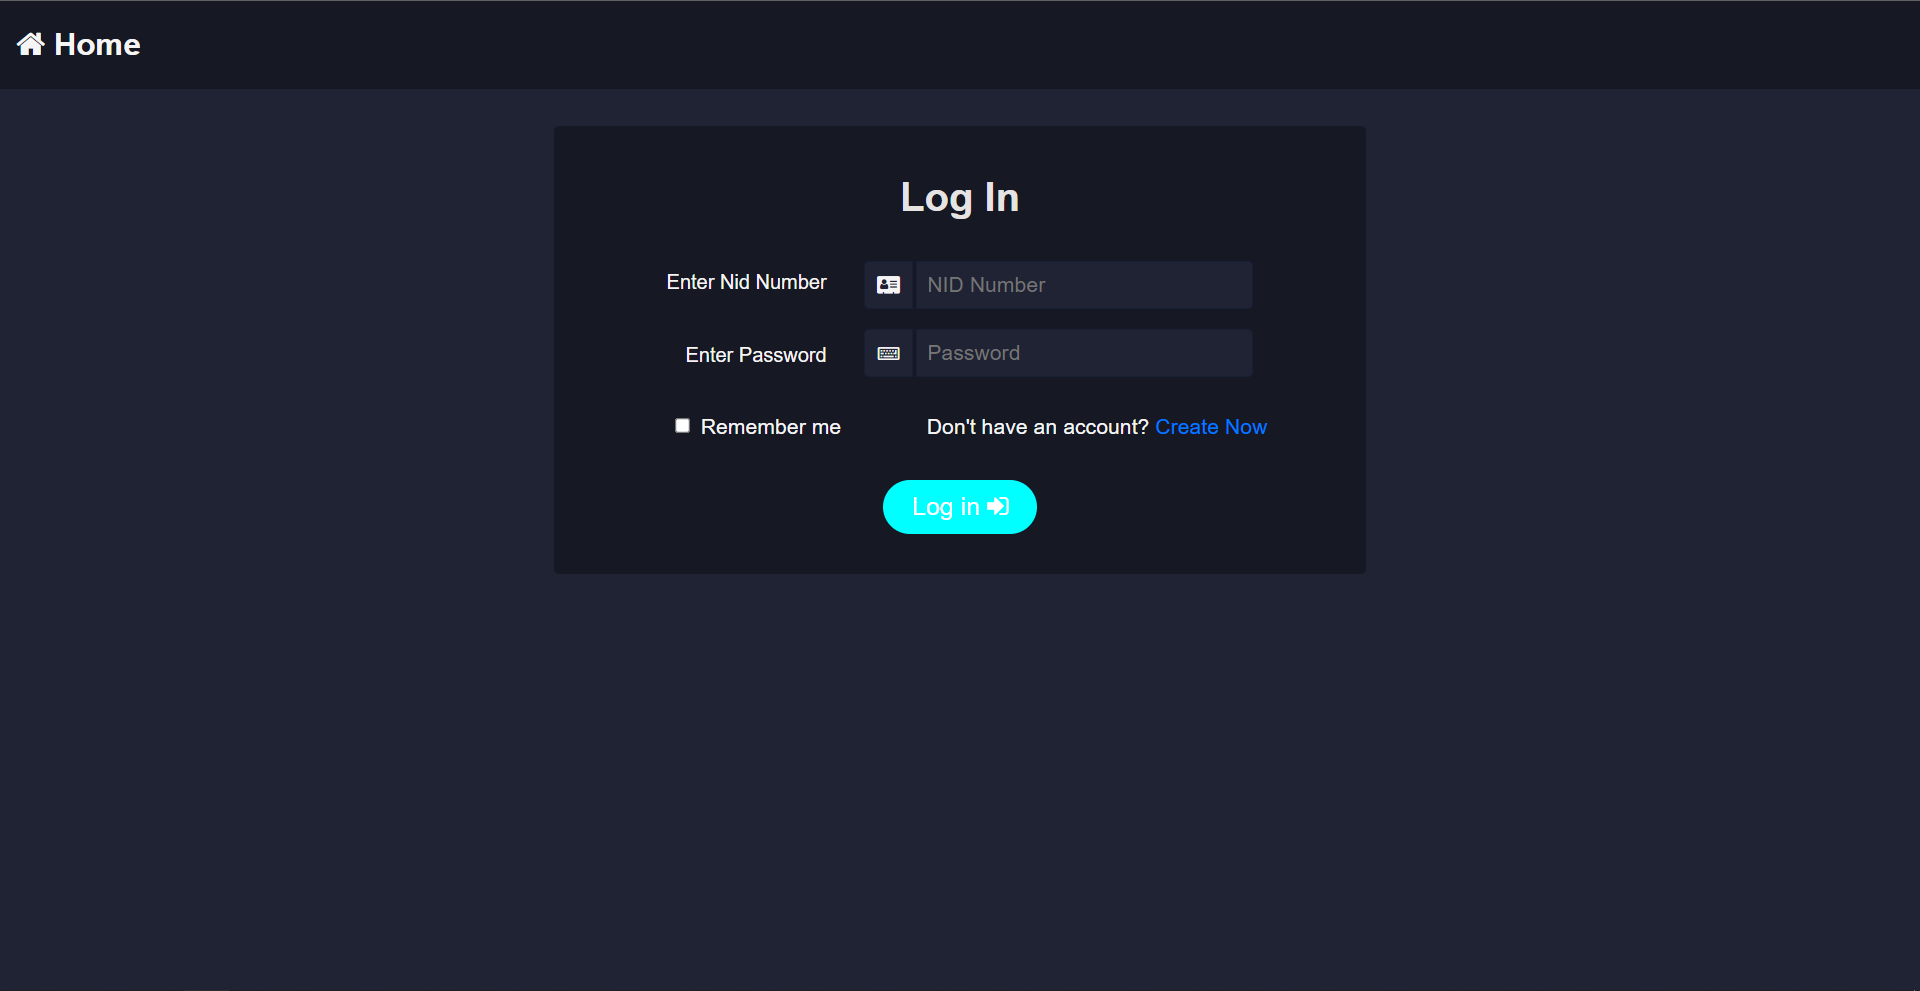 Home
Log In
Enter Nid Number
NID Number
Enter Password
Password
Remember me
Don't have an account? Create Now
Log in